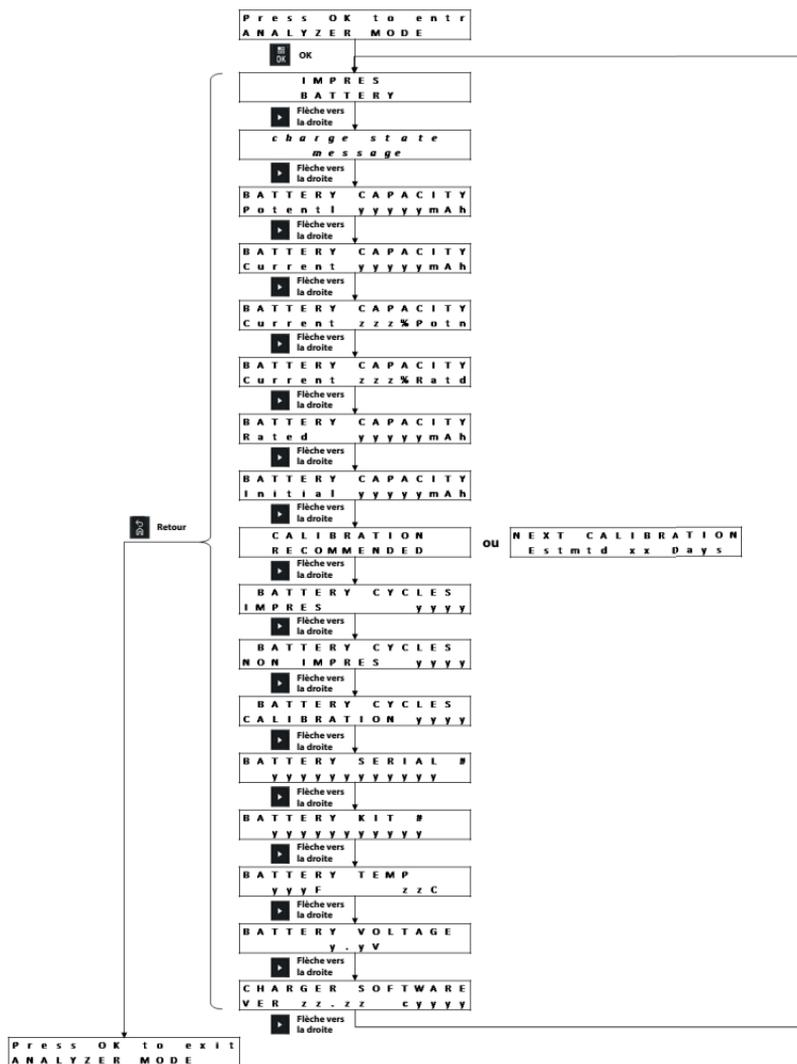 Press OK to entr
ANALYZER MODE
OK
OK
IMPRES
BATTERY
Flèche vers
la droite
charge state
message
Flèche vers
la droite
BATTERY CAPACITY
Potentl yyyyymAh
Flèche vers
la droite
BATTERY CAPACITY
Current yyyyymAh
Flèche vers
la droite
BATTERY CAPACITY
Current zzz%Potn
Flèche vers
la droite
BATTERY CAPACITY
Current zzz%Ratd
Flèche vers
la droite
BATTERY CAPACITY
Rated yyyyymAh
Flèche vers
la droite
BATTERY CAPACITY
Initial yyyyymAh
Flèche vers
la droite
Retour
CALIBRATION
RECOMMENDED
ou
NEXT CALIBRATION
Estmtd xx Days
Flèche vers
la droite
BATTERY CYCLES
IMPRES yyyy
Flèche vers
la droite
BATTERY CYCLES
NON IMPRES yyyy
Flèche vers
la droite
BATTERY CYCLES
CALIBRATION yyyy
Flèche vers
la droite
BATTERY SERIAL #
yyyyyyyyyyy
Flèche vers
la droite
BATTERY KIT #
yyyyyyyyyy
Flèche vers
la droite
BATTERY TEMP
yyyF zzC
Flèche vers
la droite
BATTERY VOLTAGE
y.yV
Flèche vers
la droite
CHARGER SOFTWARE
VER zz.zz cyyyy
Flèche vers
la droite
Press OK to exit
ANALYZER MODE